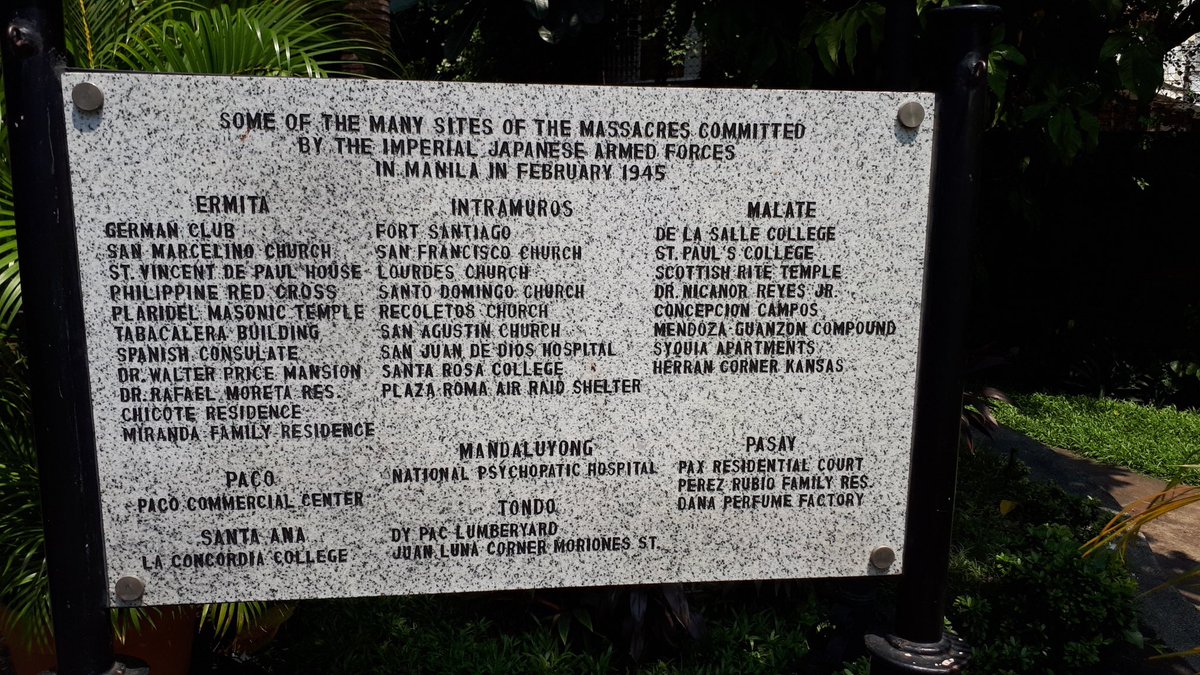 SOME OF THE MANY SITES OF THE MASSACRES COMMITTED
BY THE IMPERIAL JAPANESE ARMED FORCES
IN MANILA IN FEBRUARY 1945
ERMITA
GERMAN CLUB
SAN MARCELINO CHURCH
ST. VINCENT DE PAUL HOUSE
PHILIPPINE RED CROSS
PLARIDEL MASONIC TEMPLE
TABACALERA BUILDING
SPANISH CONSULATE
DR. WALTER PRICE MANSION
DR. RAFAEL MORETA RES.
CHICOTE RESIDENCE
MIRANDA FAMILY RESIDENCE
PACO
PACO COMMERCIAL CENTER
SANTA ANA
LA CONCORDIA COLLEGE
INTRAMUROS
FORT SANTIAGO
SAN FRANCISCO CHURCH
LOURDES CHURCH
SANTO DOMINGO CHURCH
RECOLETOS CHURCH
SAN AGUSTIN CHURCH
SAN JUAN DE DIOS HOSPITAL
SANTA ROSA COLLEGE
PLAZA ROMA AIR RAID SHELTER
MANDALUYONG
NATIONAL PSYCHOPATIC HOSPITAL
TONDO
DY PAC LUMBERYARD
JUAN LUNA CORNER MORIONES ST.
MALATE
DE LA SALLE COLLEGE
ST. PAUL'S COLLEGE
SCOTTISH RITE TEMPLE
DR. NICANOR REYES JR.
CONCEPCION CAMPOS
MENDOZA GUANZON COMPOUND
SYQUIA APARTMENTS
HERRAN CORNER KANSAS
PASAY
PAX RESIDENTIAL COURT
PEREZ RUBIO FAMILY RES.
DANA PERFUME FACTORY